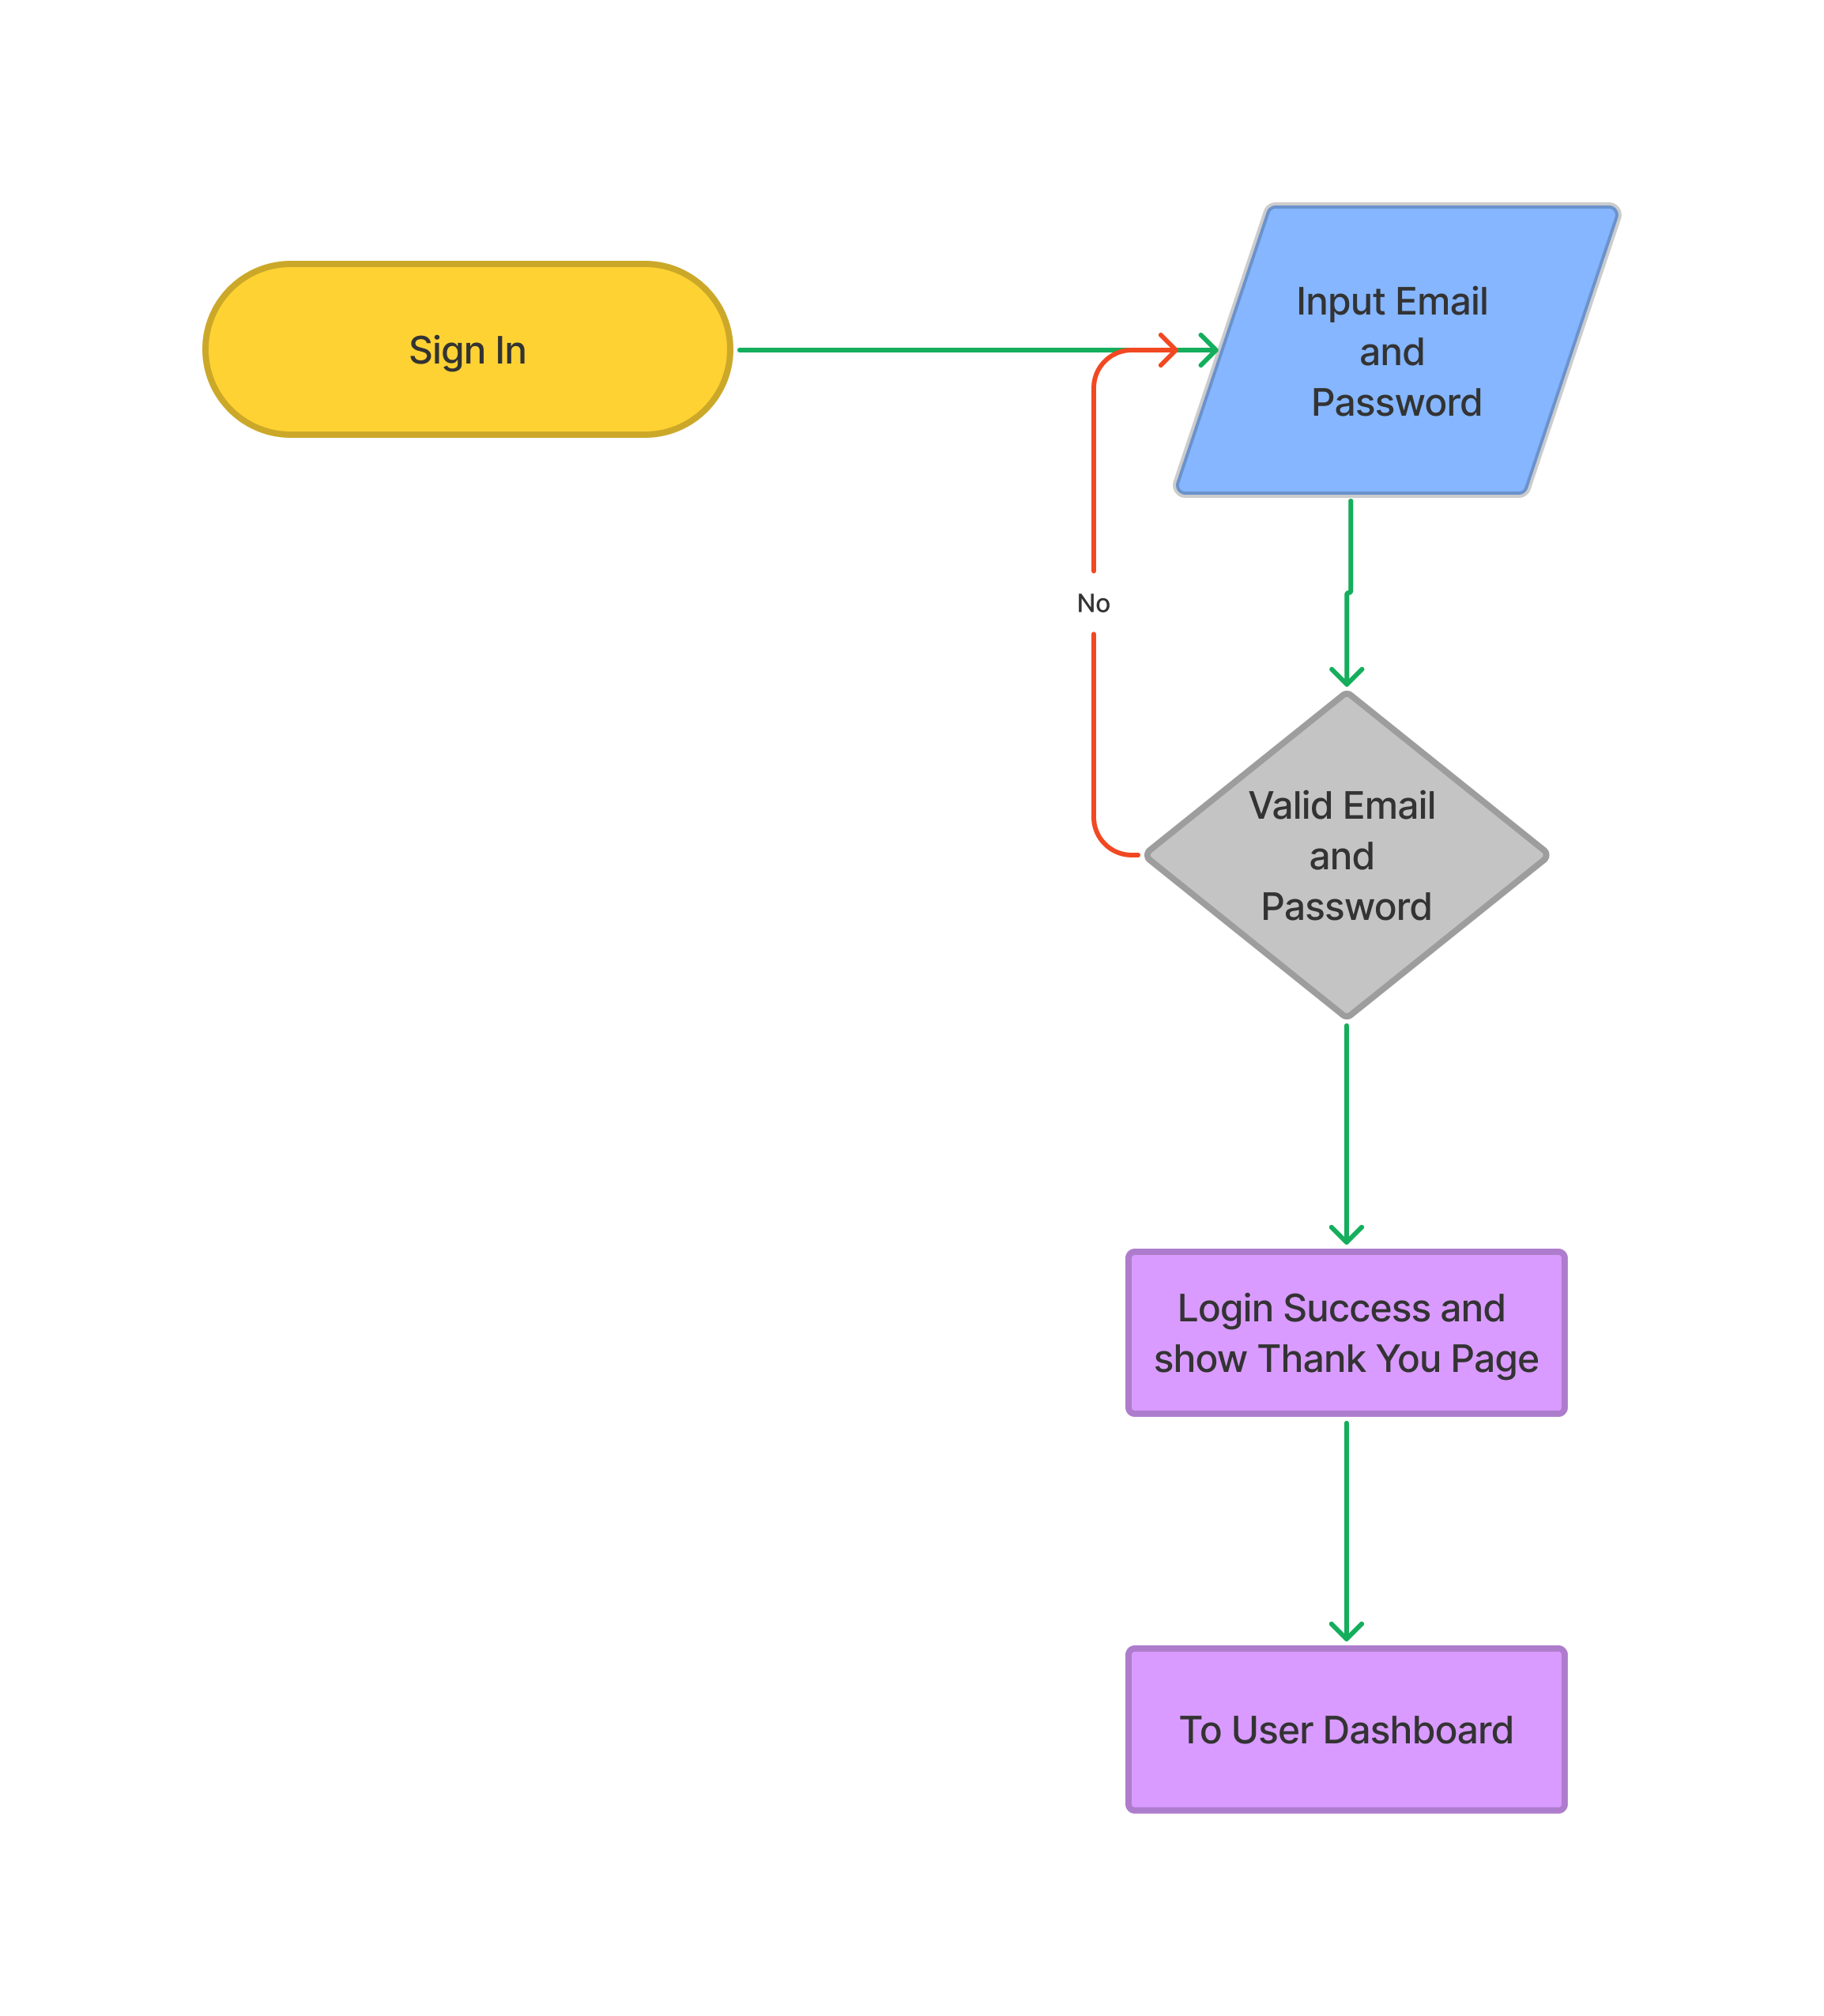 Sign In
Input Email
and
Password
No
Valid Email
and
Password
Login Success and
show Thank You Page
To User Dashboard